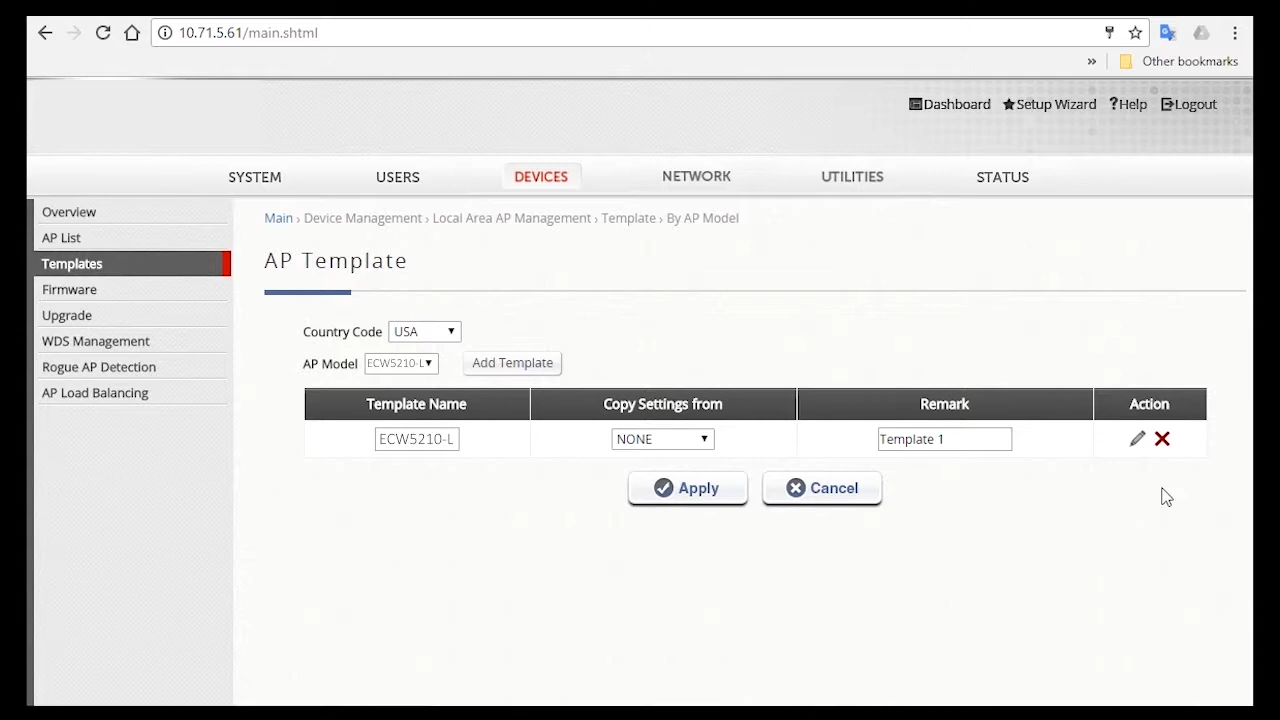 10.71.5.61/main.shtml
» Other bookmarks
Dashboard Setup Wizard ?Help Logout
SYSTEM USERS DEVICES NETWORK UTILITIES STATUS
Overview
AP List
Templates
Firmware
Upgrade
WDS Management
Rogue AP Detection
AP Load Balancing
Main › Device Management › Local Area AP Management › Template › By AP Model
AP Template
Country Code USA
AP Model ECW5210-L Add Template
Template Name Copy Settings from Remark Action
ECW5210-L NONE Template 1
Apply Cancel